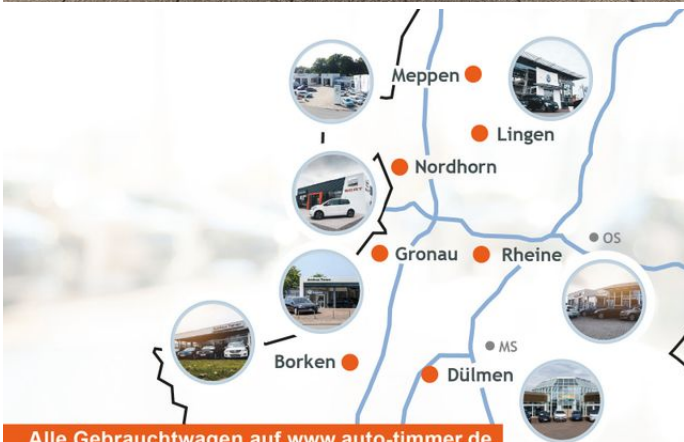 Meppen
Lingen
Nordhorn
OS
Gronau
Rheine
MS
Borken
Dülmen
Alle Gebrauchtwagen auf www.auto-timmer.de